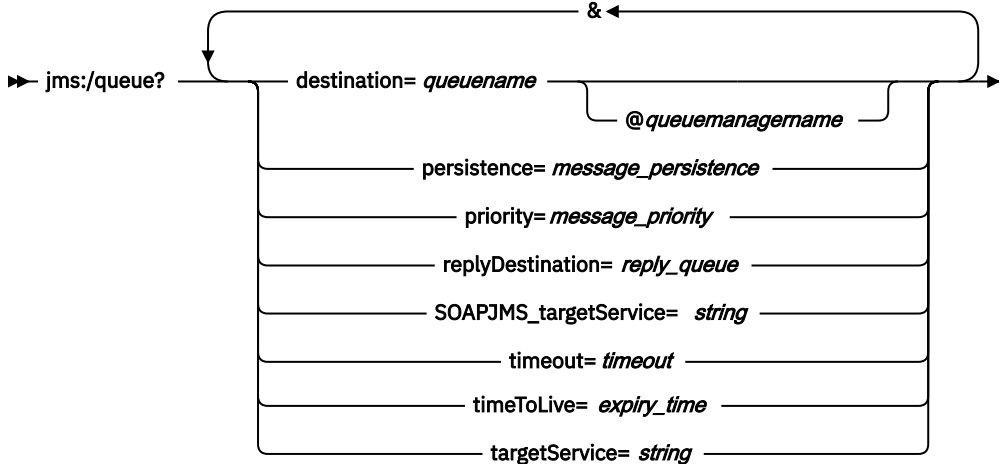 &
jms:/queue? destination= queuename
@queuemanagername
persistence= message_persistence
priority= message_priority
replyDestination= reply_queue
SOAPJMS_targetService= string
timeout= timeout
timeToLive= expiry_time
targetService= string